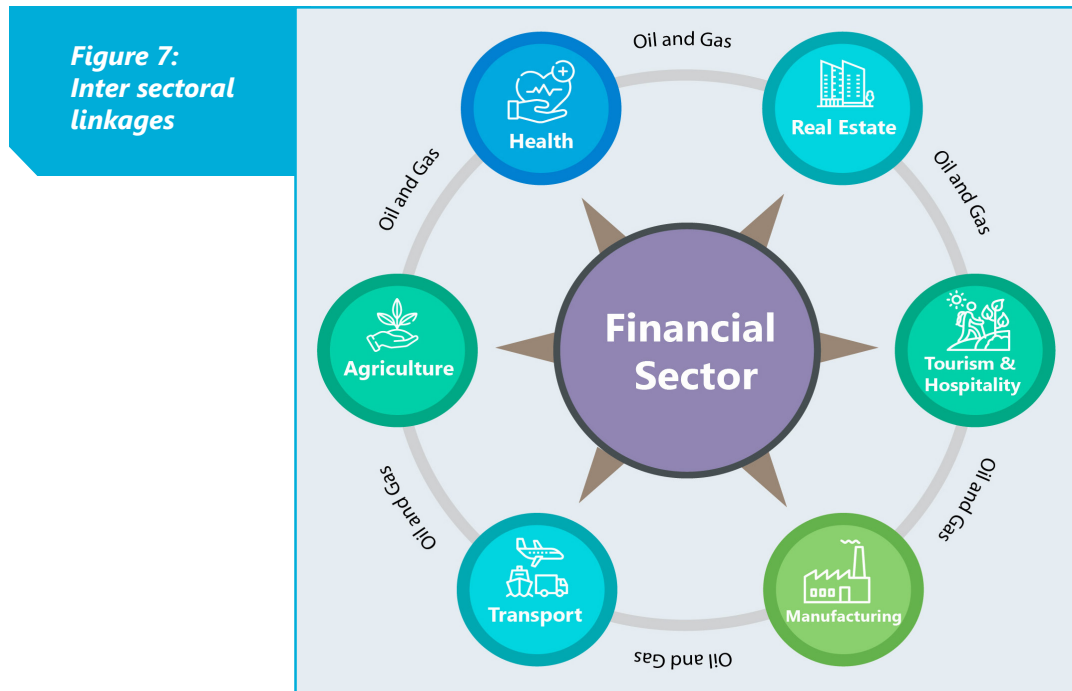 Figure 7:
Inter sectoral
linkages
Oil and Gas
Health
Real Estate
Oil and Gas
Oil and Gas
Financial
Sector
Agriculture
Tourism &
Hospitality
Oil and Gas
Oil and Gas
Transport
Manufacturing
Oil and Gas